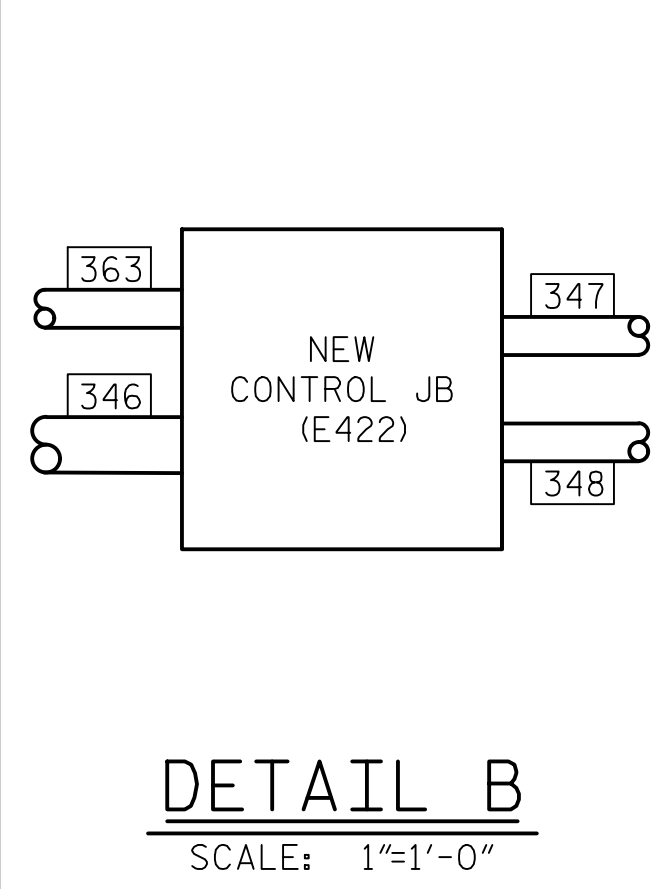 363
347
346
NEW
CONTROL JB
(E422)
348
DETAIL B
SCALE: 1"=1'-0"